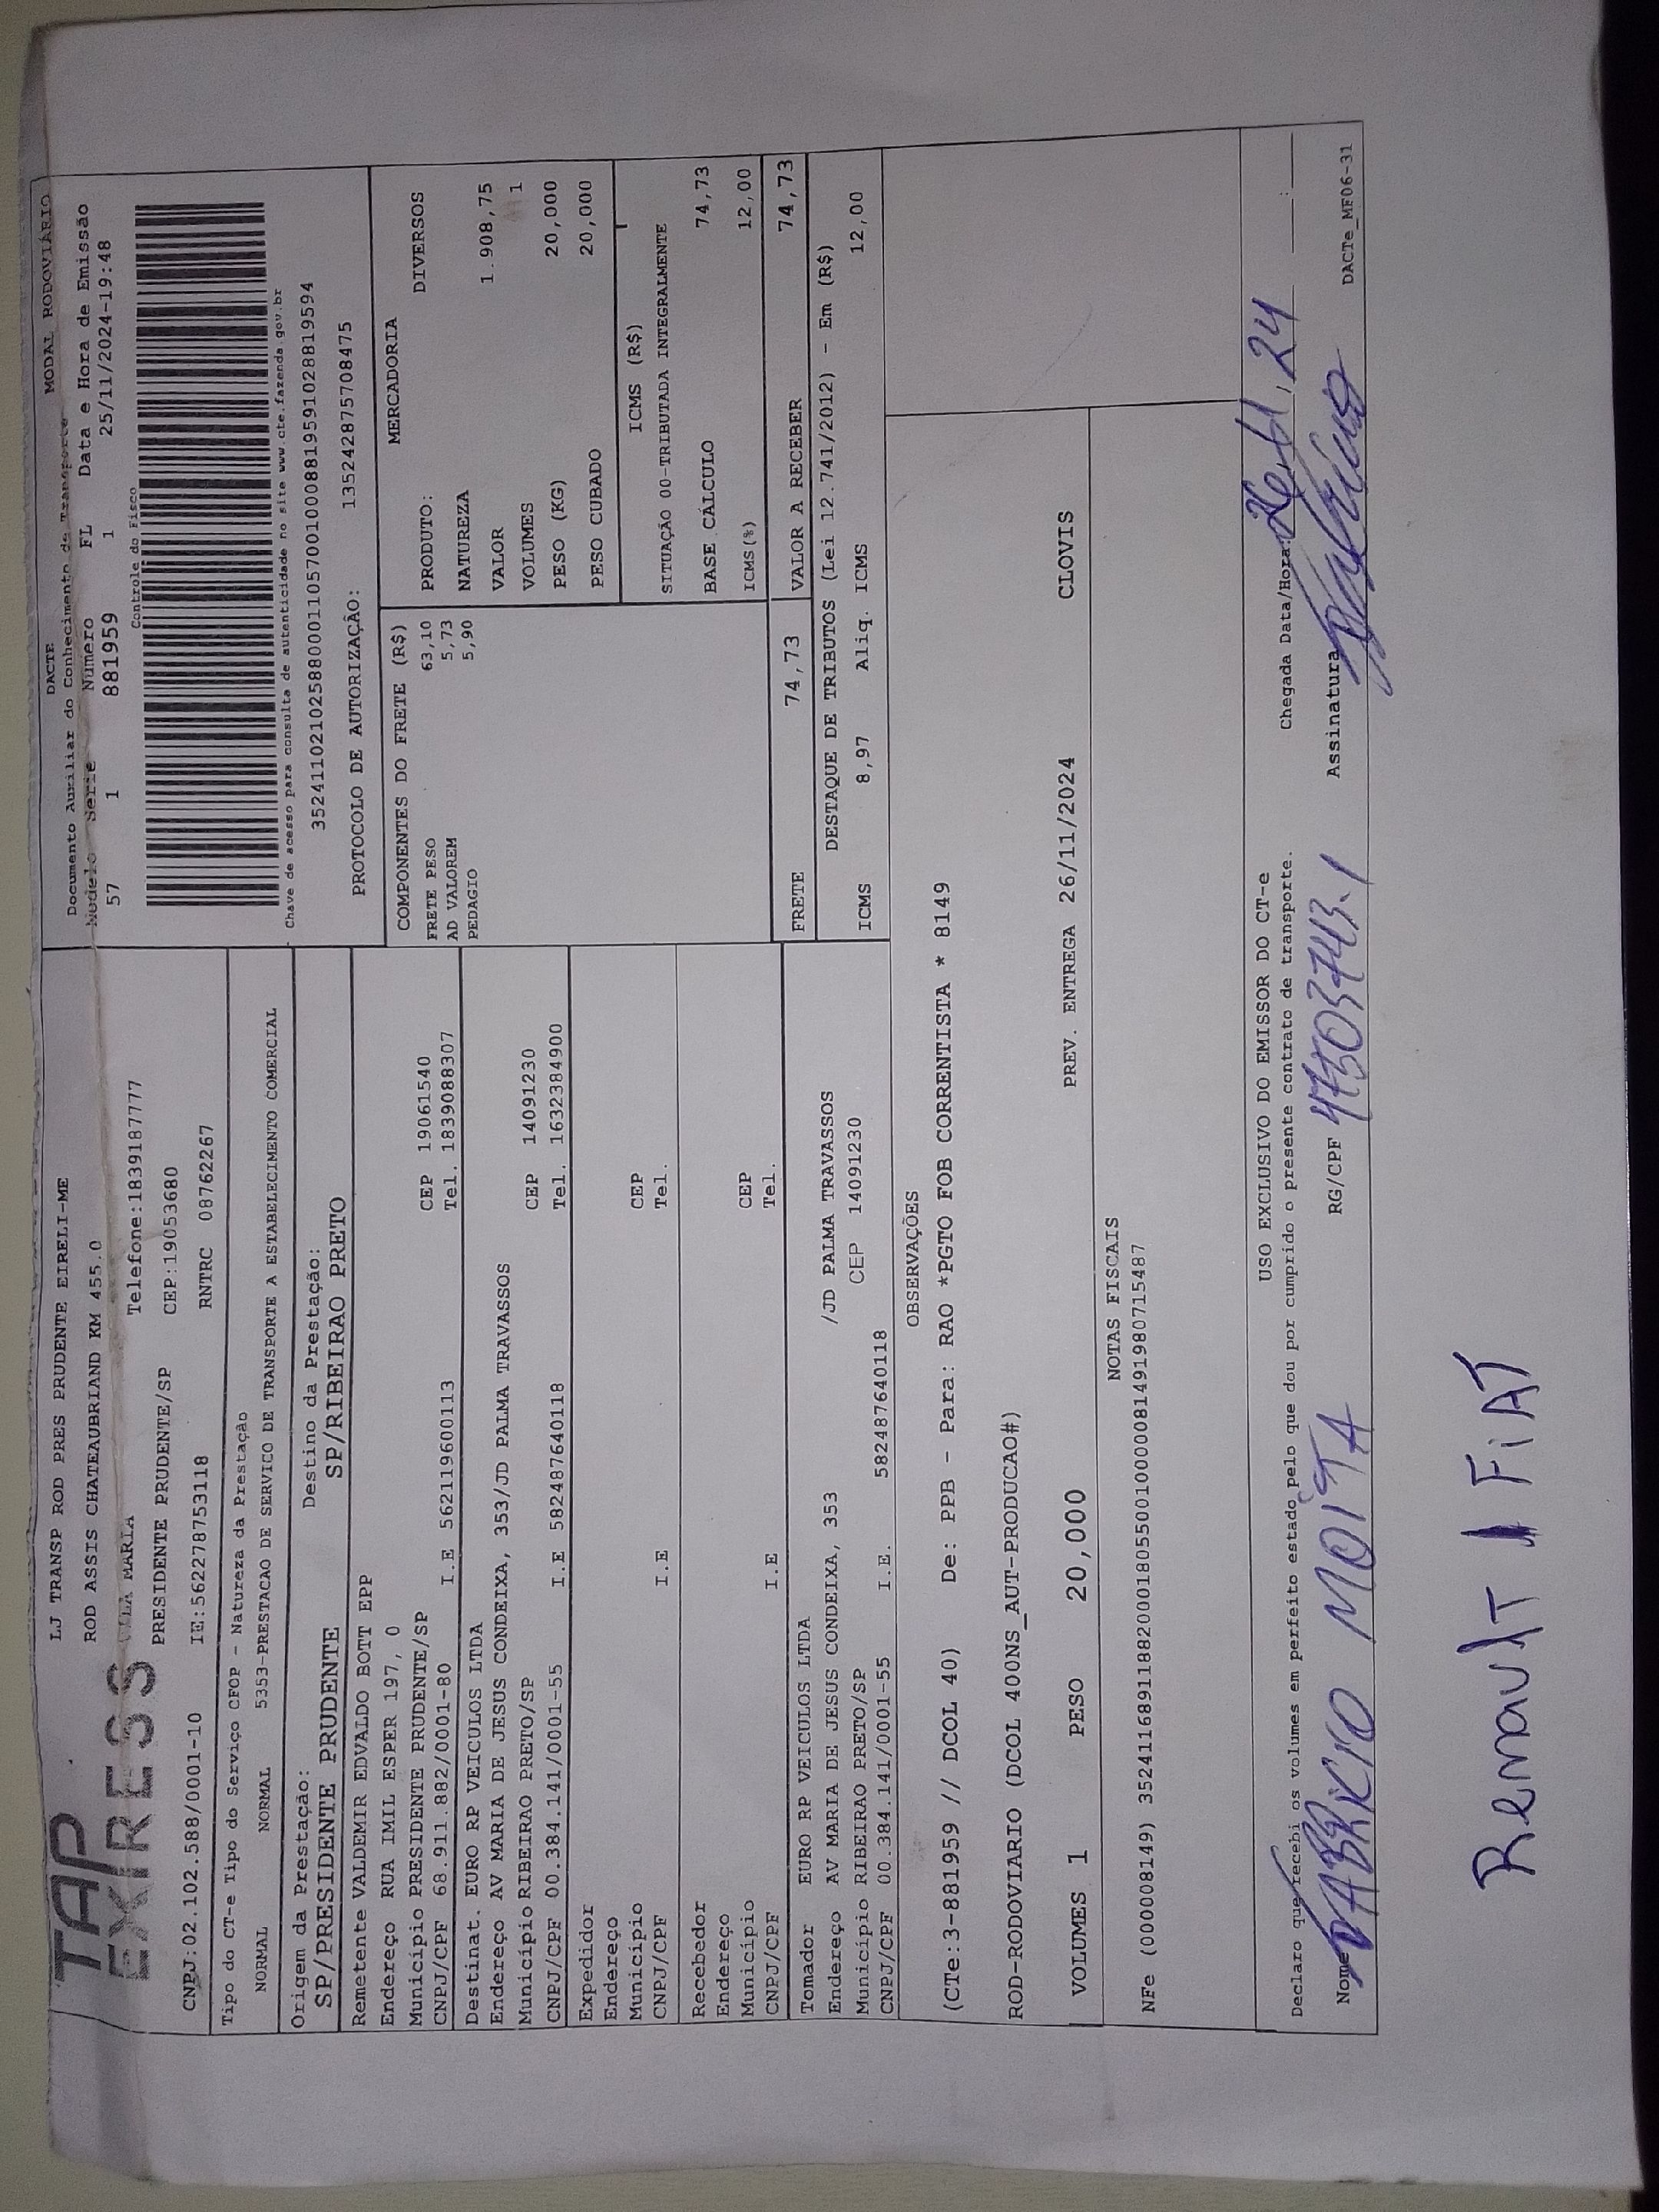 TAP
EXPRESS
LJ TRANSP ROD PRES PRUDENTE EIRELI-ME
ROD ASSIS CHATEAUBRIAND KM 455.0
MARIA
Telefone:1839187777
PRESIDENTE PRUDENTE/SP
CEP:19053680
CNPJ:02.102.588/0001-10
IE:562278753118
RNTRC 08762267
DACTE
MODAL RODOVIÁRIO
Documento Auxiliar do Conhecimento de Transporte
Modelo Serie Número FL Data e Hora de Emissão
57 1 881959 1 25/11/2024-19:48
Controle do Fisco
Chave de acesso para consulta de autenticidade no site www.cte.fazenda.gov.br
35241102102588000110570010008819591028819594
PROTOCOLO DE AUTORIZAÇÃO: 135242875708475
Tipo do CT-e Tipo do Serviço CFOP - Natureza da Prestação
NORMAL NORMAL 5353-PRESTACAO DE SERVICO DE TRANSPORTE A ESTABELECIMENTO COMERCIAL
Origem da Prestação: Destino da Prestação:
SP/PRESIDENTE PRUDENTE SP/RIBEIRAO PRETO
Remetente VALDEMIR EDVALDO BOTT EPP
Endereço RUA IMIL ESPER 197, 0
Município PRESIDENTE PRUDENTE/SP CEP 19061540
CNPJ/CPF 68.911.882/0001-80 I.E 562119600113 Tel. 1839088307
Destinat. EURO RP VEICULOS LTDA
Endereço AV MARIA DE JESUS CONDEIXA, 353/JD PALMA TRAVASSOS
Município RIBEIRAO PRETO/SP CEP 14091230
CNPJ/CPF 00.384.141/0001-55 I.E 582487640118 Tel. 1632384900
Expedidor
Endereço
Município CEP
CNPJ/CPF I.E Tel.
Recebedor
Endereço
Município CEP
CNPJ/CPF I.E Tel.
Tomador EURO RP VEICULOS LTDA
Endereço AV MARIA DE JESUS CONDEIXA, 353 /JD PALMA TRAVASSOS
Município RIBEIRAO PRETO/SP CEP 14091230
CNPJ/CPF 00.384.141/0001-55 I.E. 582487640118
COMPONENTES DO FRETE (R$)
FRETE PESO 63,10
AD VALOREM 5,73
PEDAGIO 5,90
MERCADORIA
PRODUTO: DIVERSOS
NATUREZA
VALOR 1.908,75
VOLUMES 1
PESO (KG) 20,000
PESO CUBADO 20,000
ICMS (R$)
SITUAÇÃO 00-TRIBUTADA INTEGRALMENTE
BASE CÁLCULO 74,73
ICMS(%) 12,00
FRETE 74,73 VALOR A RECEBER 74,73
DESTAQUE DE TRIBUTOS (Lei 12.741/2012) - Em (R$)
ICMS 8,97 Aliq. ICMS 12,00
OBSERVAÇÕES
(CTe:3-881959 // DCOL 40) De: PPB - Para: RAO *PGTO FOB CORRENTISTA * 8149
ROD-RODOVIARIO (DCOL 400NS_AUT-PRODUCAO#)
VOLUMES 1 PESO 20,000 PREV. ENTREGA 26/11/2024 CLOVIS
NOTAS FISCAIS
NFe (000008149) 35241168911882000180550010000081491980715487
USO EXCLUSIVO DO EMISSOR DO CT-e
Declaro que recebi os volumes em perfeito estado pelo que dou por cumprido o presente contrato de transporte.
Chegada Data/Hora:
Nome FABRICIO MOITA RG/CPF Assinatura
DACTe_MF06-31
Renault / FiAT